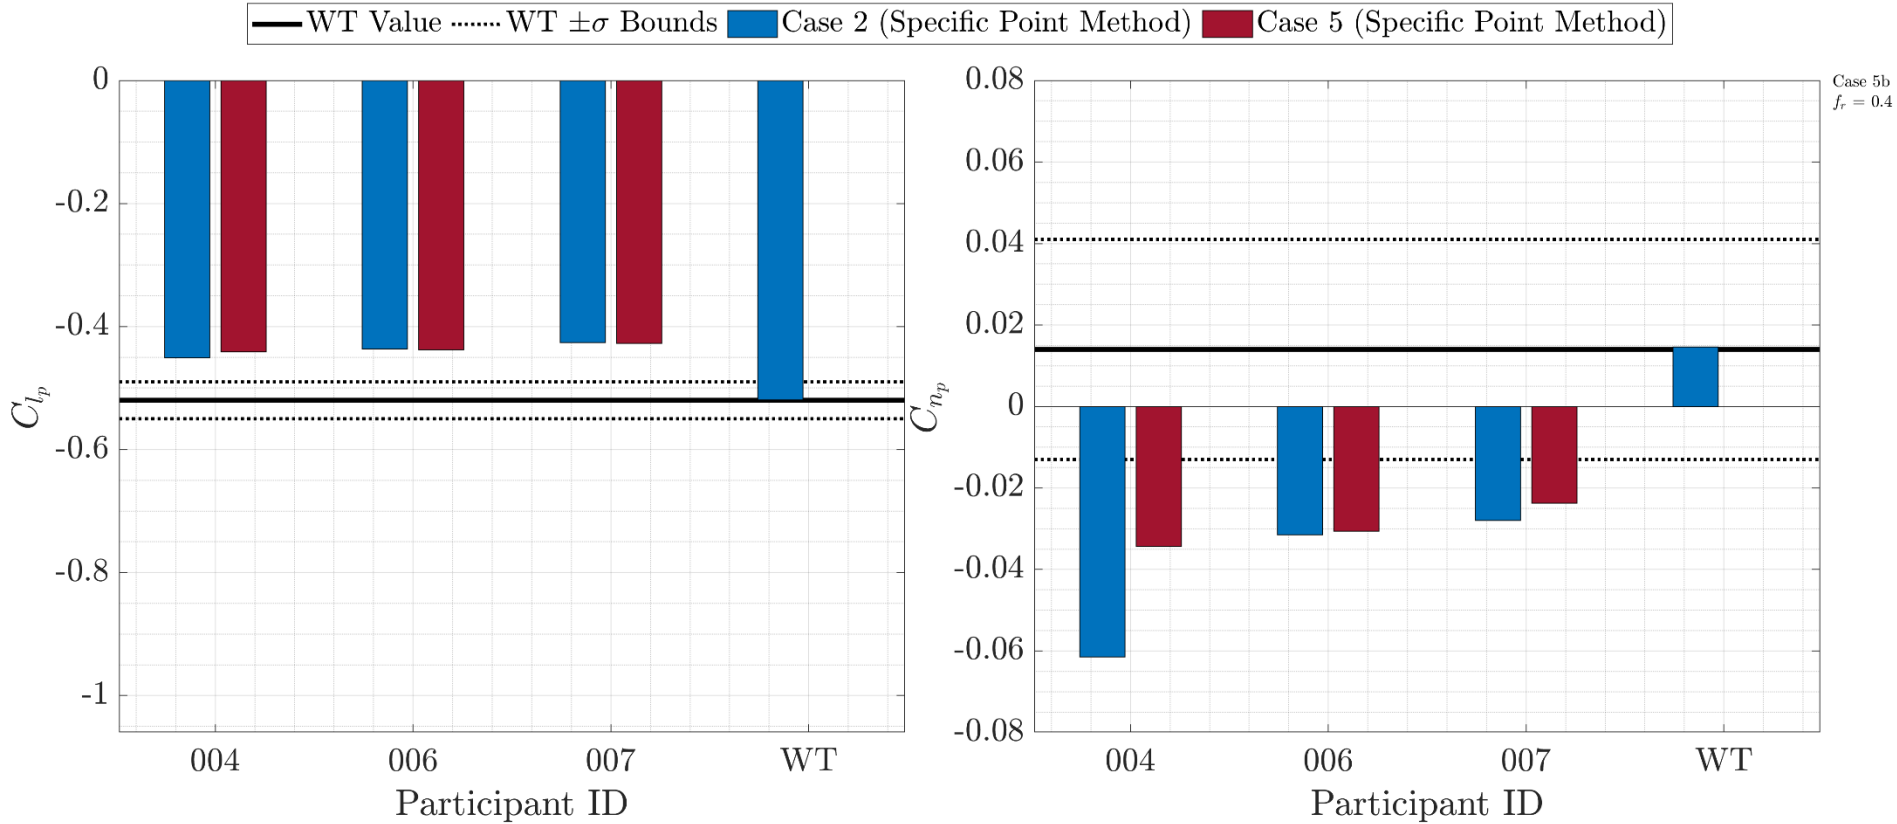 WT Value WT ±σ Bounds Case 2 (Specific Point Method) Case 5 (Specific Point Method)
0
-0.2
-0.4
-0.6
-0.8
-1
C_{l_p}
004 006 007 WT
Participant ID
0.08
0.06
0.04
0.02
0
-0.02
-0.04
-0.06
-0.08
C_{n_p}
004 006 007 WT
Participant ID
Case 5b
f_r = 0.4